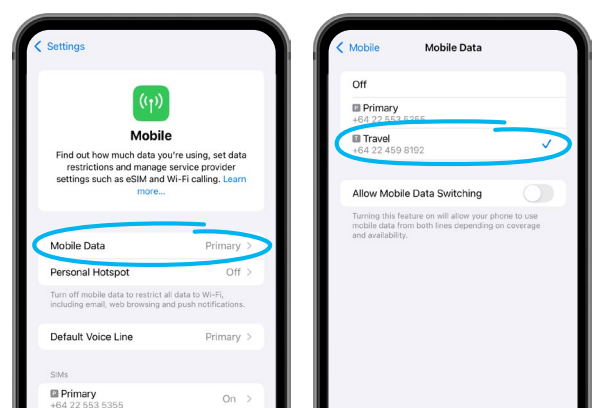 Settings
Mobile
Find out how much data you're using, set data
restrictions and manage service provider
settings such as eSIM and Wi-Fi calling. Learn
more...
Mobile Data Primary
Personal Hotspot Off
Turn off mobile data to restrict all data to Wi-Fi,
including email, web browsing and push notifications.
Default Voice Line Primary
SIMs
P Primary On
+64 22 553 5355
Mobile Mobile Data
Off
P Primary
+64 22 553 5355
T Travel
+64 22 459 8192
Allow Mobile Data Switching
Turning this feature on will allow your phone to use
mobile data from both lines depending on coverage
and availability.